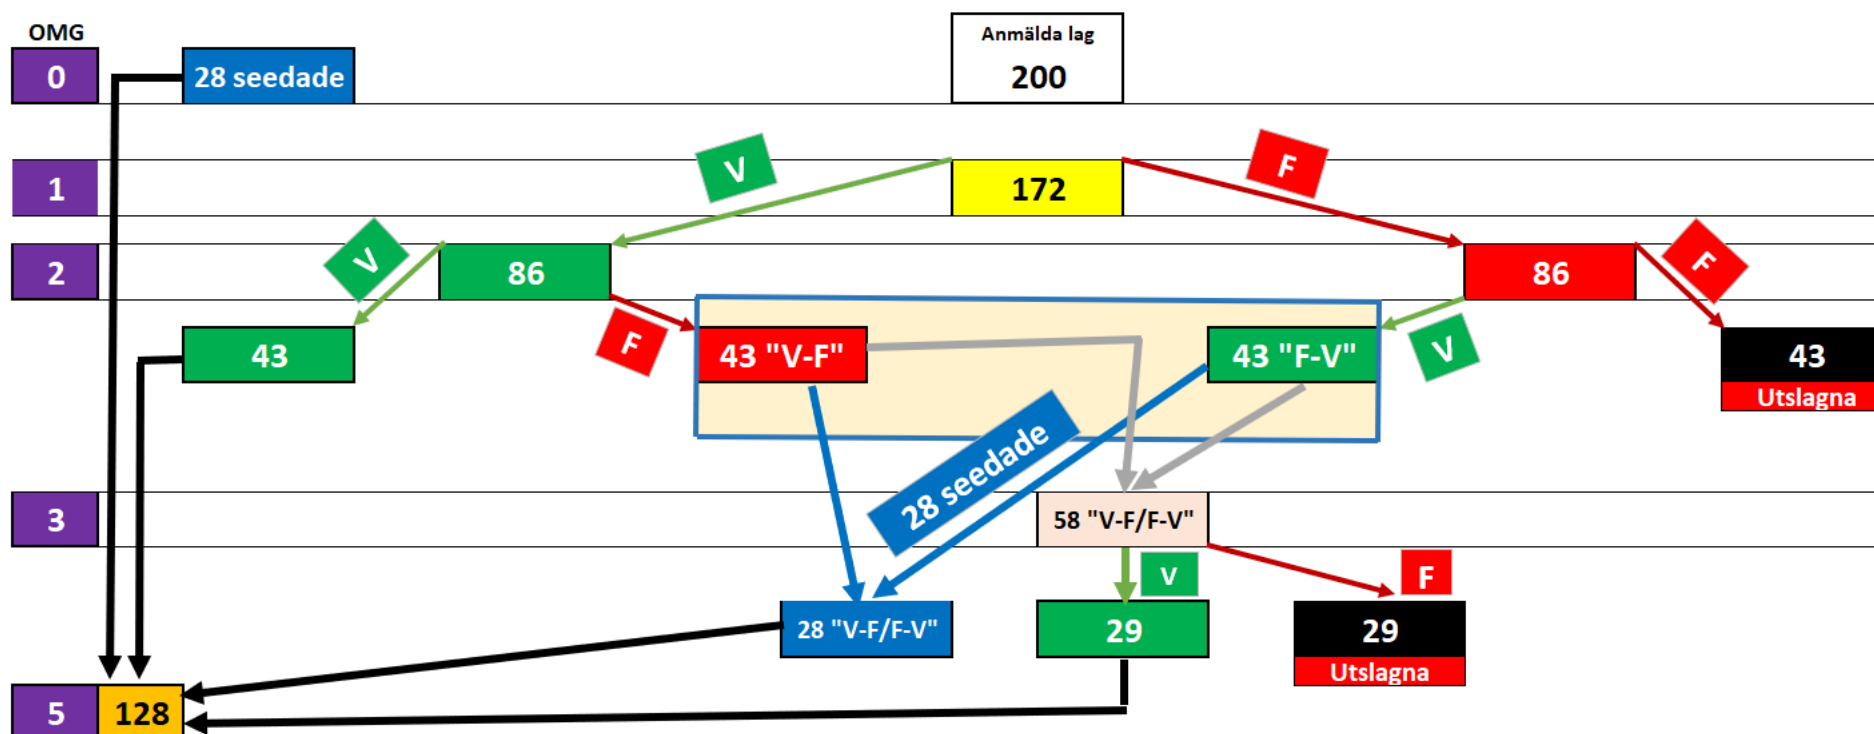 OMG
Anmälda lag
0
28 seedade
200
V
F
1
172
V
F
2
86
86
F
V
43
43 "V-F"
43 "F-V"
43
Utslagna
28 seedade
3
58 "V-F/F-V"
V
F
28 "V-F/F-V"
29
29
Utslagna
5
128